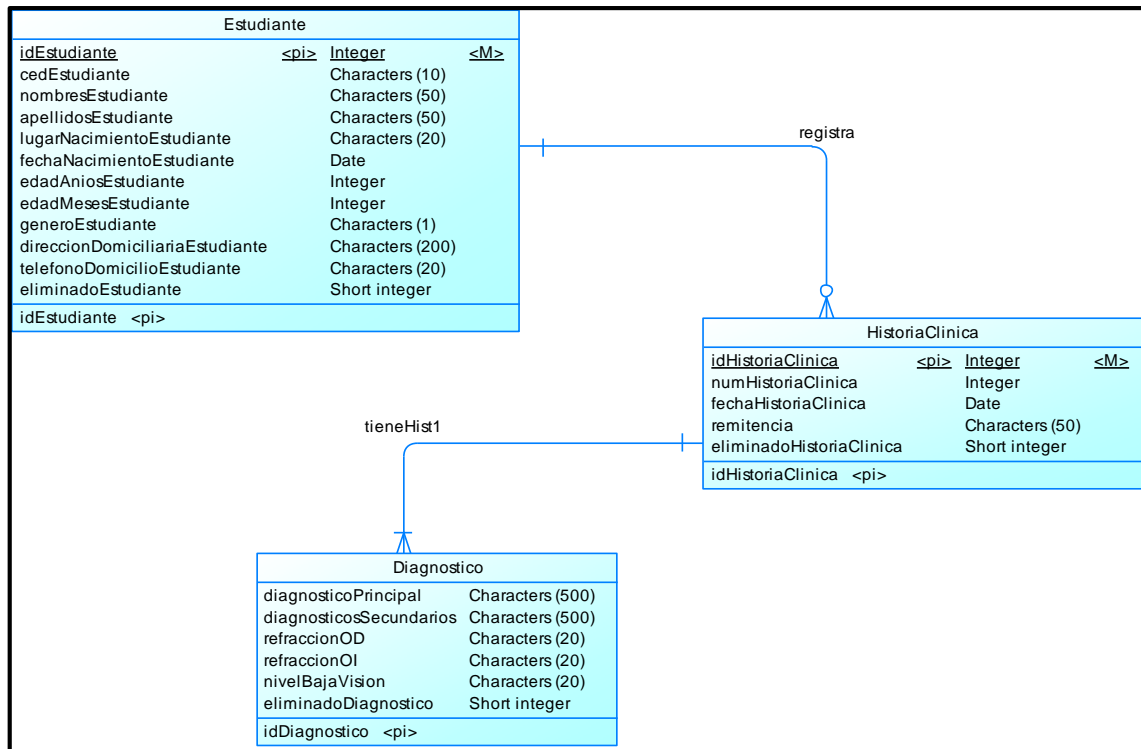 Estudiante
idEstudiante <pi> Integer <M>
cedEstudiante Characters (10)
nombresEstudiante Characters (50)
apellidosEstudiante Characters (50)
lugarNacimientoEstudiante Characters (20)
fechaNacimientoEstudiante Date
edadAniosEstudiante Integer
edadMesesEstudiante Integer
generoEstudiante Characters (1)
direccionDomiciliariaEstudiante Characters (200)
telefonoDomicilioEstudiante Characters (20)
eliminadoEstudiante Short integer
idEstudiante <pi>
registra
HistoriaClinica
idHistoriaClinica <pi> Integer <M>
numHistoriaClinica Integer
fechaHistoriaClinica Date
remitencia Characters (50)
eliminadoHistoriaClinica Short integer
idHistoriaClinica <pi>
tieneHist1
Diagnostico
diagnosticoPrincipal Characters (500)
diagnosticosSecundarios Characters (500)
refraccionOD Characters (20)
refraccionOI Characters (20)
nivelBajaVision Characters (20)
eliminadoDiagnostico Short integer
idDiagnostico <pi>